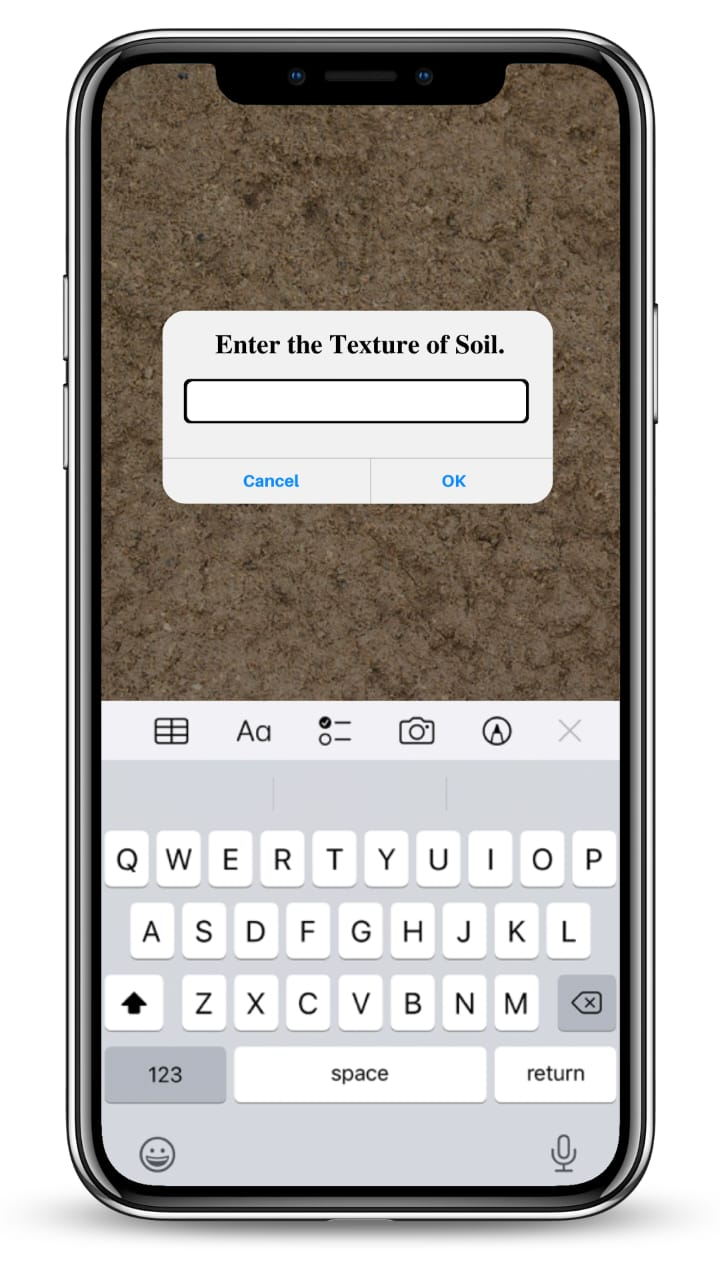 Enter the Texture of Soil.
Cancel OK
Aa
Q W E R T Y U I O P
A S D F G H J K L
Z X C V B N M
123 space return